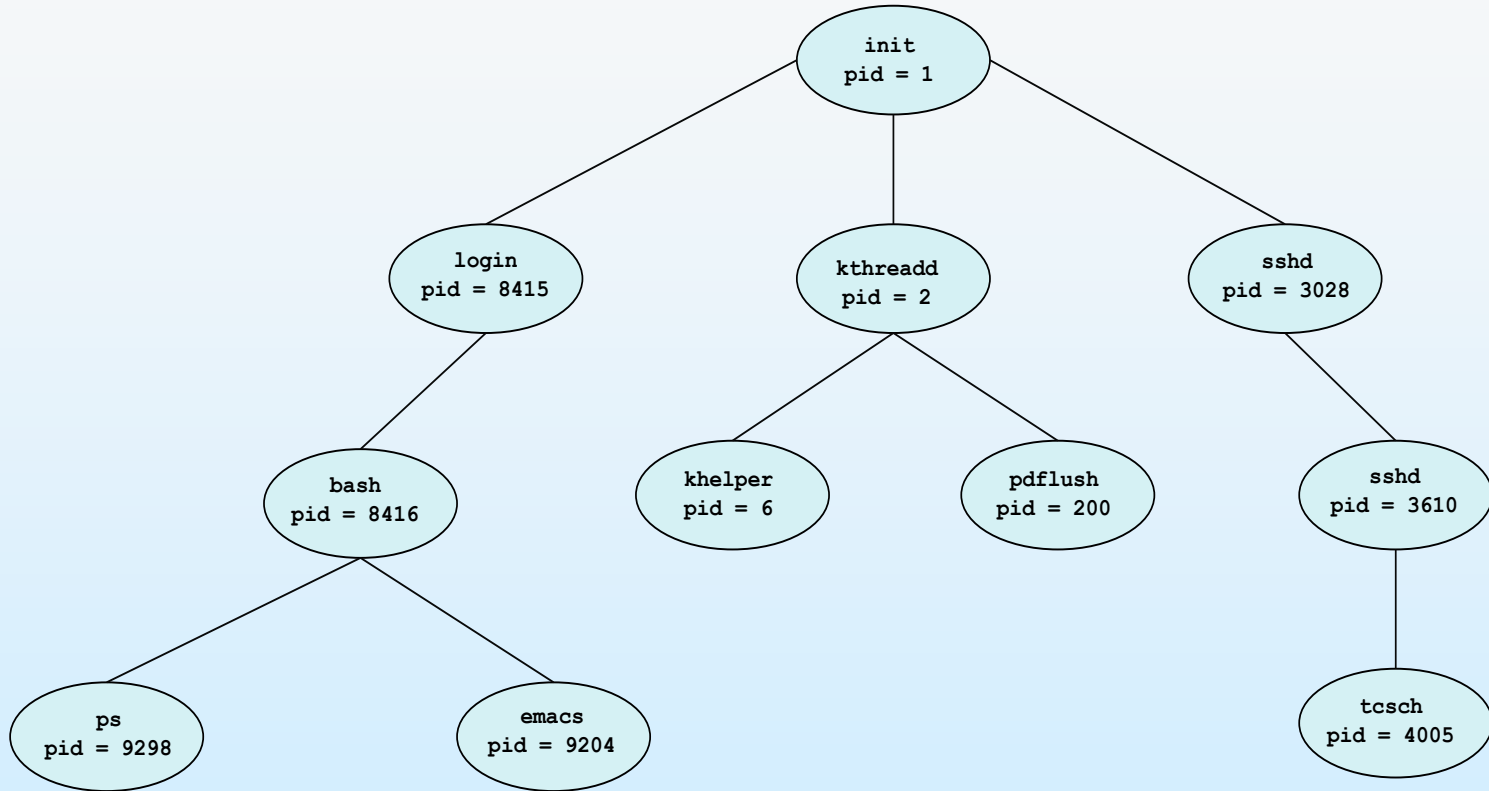 init
pid = 1
login
pid = 8415
kthreadd
pid = 2
sshd
pid = 3028
bash
pid = 8416
khelper
pid = 6
pdflush
pid = 200
sshd
pid = 3610
ps
pid = 9298
emacs
pid = 9204
tcsch
pid = 4005